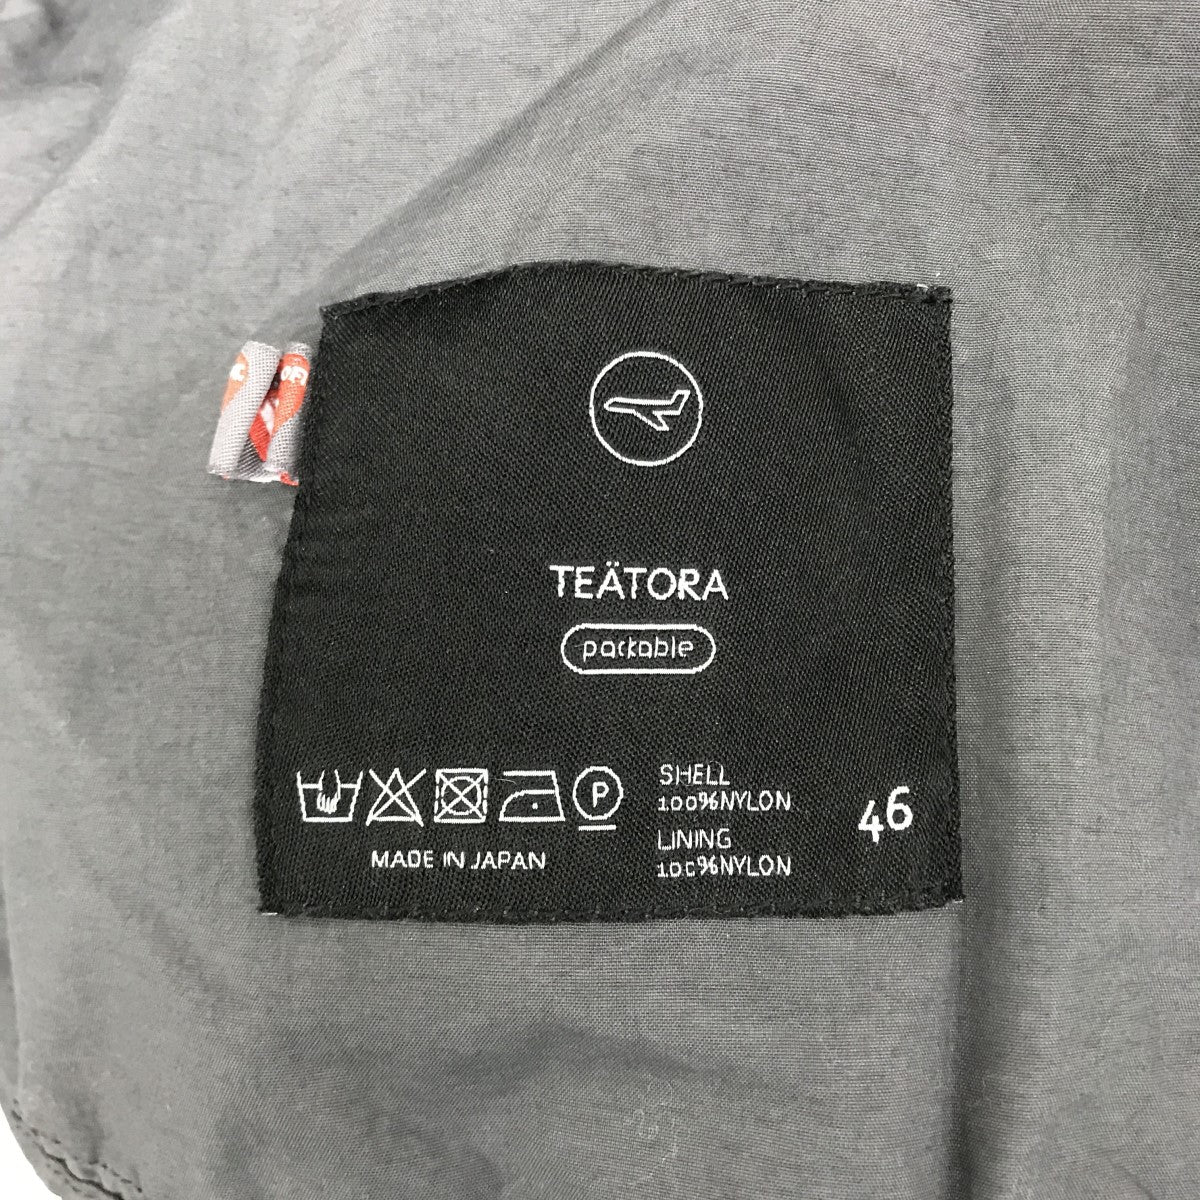 TEÄTORA
packable
P
MADE IN JAPAN
SHELL
100%NYLON
LINING
100%NYLON
46